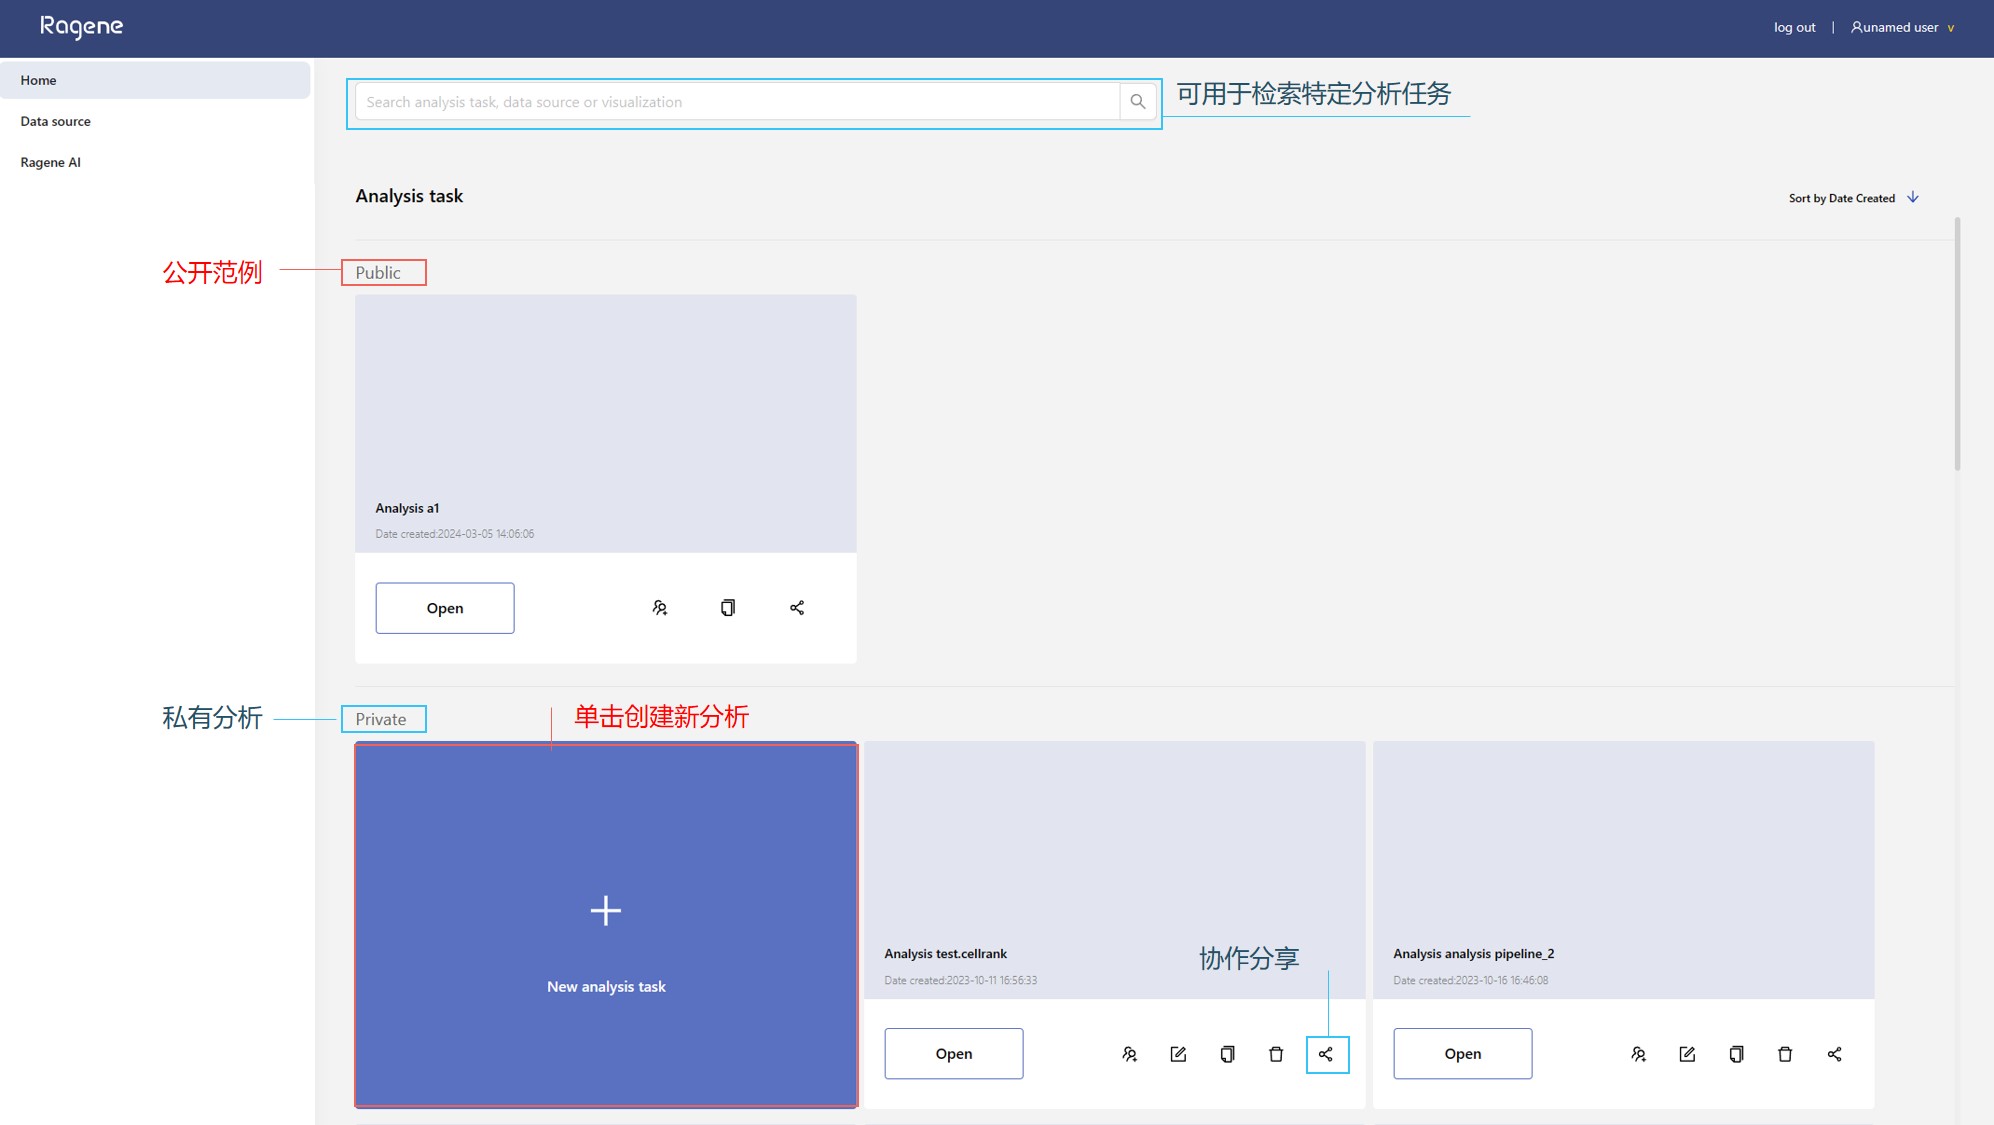 Ragene
log out | unamed user v
Home
Data source
Ragene AI
Search analysis task, data source or visualization
可用于检索特定分析任务
Analysis task
Sort by Date Created
公开范例
Public
Analysis a1
Date created:2024-03-05 14:06:06
Open
私有分析
Private
单击创建新分析
New analysis task
Analysis test.cellrank
Date created:2023-10-11 16:56:33
协作分享
Open
Analysis analysis pipeline_2
Date created:2023-10-16 16:46:08
Open